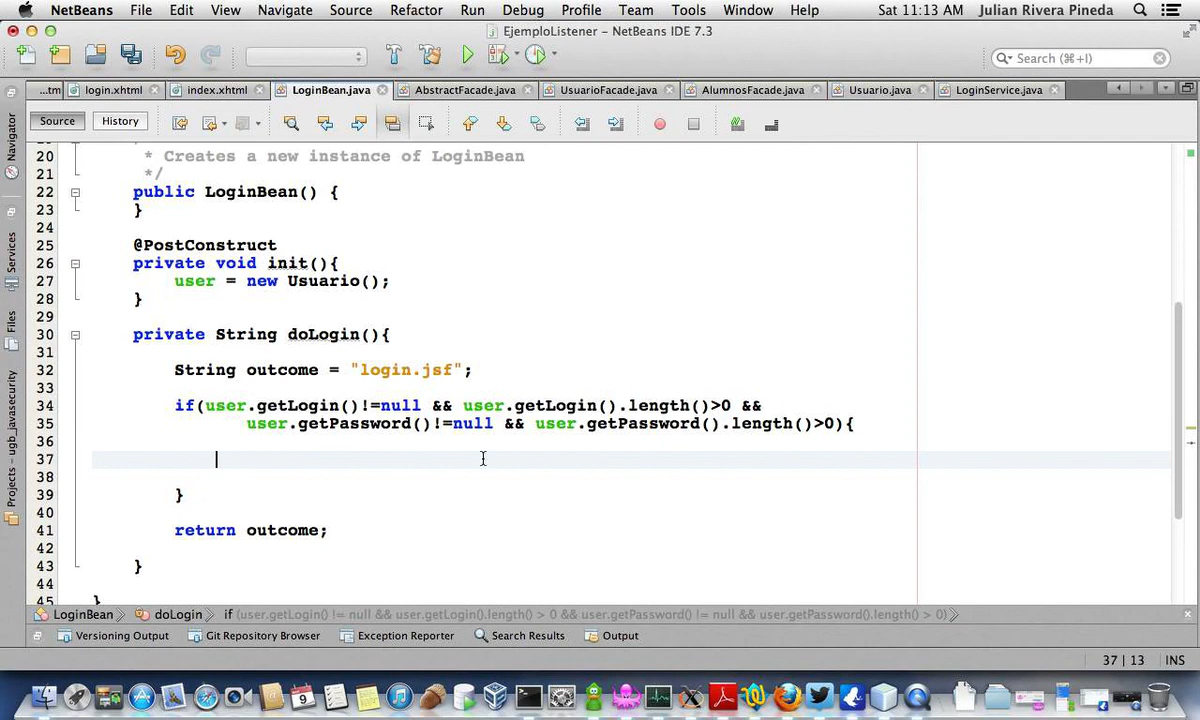 NetBeans File Edit View Navigate Source Refactor Run Debug Profile Team Tools Window Help Sat 11:13 AM Julian Rivera Pineda
EjemploListener - NetBeans IDE 7.3
Search (⌘+I)
...tm login.xhtml index.xhtml LoginBean.java AbstractFacade.java UsuarioFacade.java AlumnosFacade.java Usuario.java LoginService.java
Source History
Navigator
Services
Files
Projects - ugb_javasecurity
20 * Creates a new instance of LoginBean
21 */
22 public LoginBean() {
23 }
24
25 @PostConstruct
26 private void init(){
27 user = new Usuario();
28 }
29
30 private String doLogin(){
31
32 String outcome = "login.jsf";
33
34 if(user.getLogin()!=null && user.getLogin().length()>0 &&
35 user.getPassword()!=null && user.getPassword().length()>0){
36
37
38
39 }
40
41 return outcome;
42
43 }
44
45 }
LoginBean doLogin if (user.getLogin() != null && user.getLogin().length() > 0 && user.getPassword() != null && user.getPassword().length() > 0)
Versioning Output Git Repository Browser Exception Reporter Search Results Output
37 | 13 INS
9